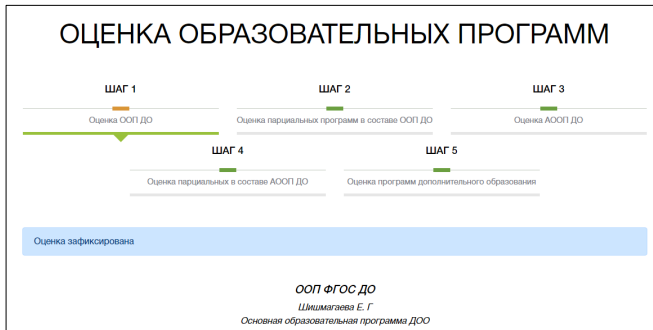 ОЦЕНКА ОБРАЗОВАТЕЛЬНЫХ ПРОГРАММ
ШАГ 1
ШАГ 2
ШАГ 3
Оценка ООП ДО
Оценка парциальных программ в составе ООП ДО
Оценка АООП ДО
ШАГ 4
ШАГ 5
Оценка парциальных в составе АООП ДО
Оценка программ дополнительного образования
Оценка зафиксирована
ООП ФГОС ДО
Шишмагаева Е. Г
Основная образовательная программа ДОО